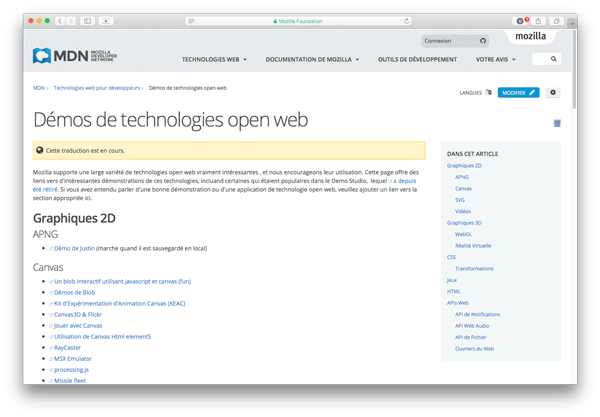 Mozilla Foundation
mozilla
Connexion
MDN MOZILLA DEVELOPER NETWORK
TECHNOLOGIES WEB DOCUMENTATION DE MOZILLA OUTILS DE DÉVELOPPEMENT VOTRE AVIS
MDN Technologies web pour développeurs Démos de technologies open web
LANGUES MODIFIER
Démos de technologies open web
Cette traduction est en cours.
Mozilla supporte une large variété de technologies open web vraiment intéressantes , et nous encourageons leur utilisation. Cette page offre des
liens vers d'intéressantes démonstrations de ces technologies, incluand certaines qui étaient populaires dans le Demo Studio, lequel a depuis
été rétiré. Si vous avez entendu parler d'une bonne démonstration ou d'une application de technologie open web, veuillez ajouter un lien vers la
section appropriée ici.
Graphiques 2D
APNG
Démo de Justin (marche quand il est sauvegardé en local)
Canvas
Un blob interactif utilisant javascript et canvas (fun)
Démos de Blob
Kit d'Expérimentation d'Animation Canvas (KEAC)
Canvas3D & Flickr
Jouer avec Canvas
Utilisation de Canvas Html element5
RayCaster
MSX Emulator
processing.js
Missile fleet
DANS CET ARTICLE
Graphiques 2D
APNG
Canvas
SVG
Vidéos
Graphiques 3D
WebGL
Réalité Virtuelle
CSS
Transformations
Jeux
HTML
APIs Web
API de Notifications
API Web Audio
API de Fichier
Ouvriers du Web